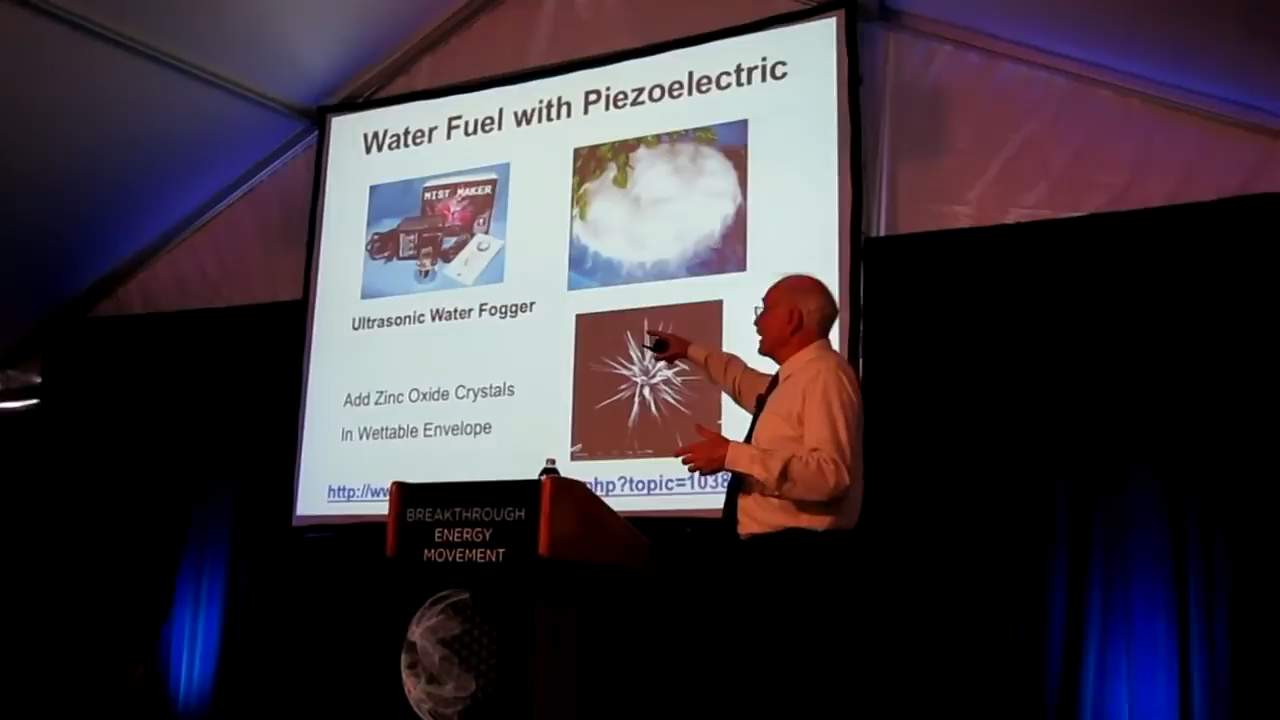 Water Fuel with Piezoelectric
MIST MAKER
Ultrasonic Water Fogger
Add Zinc Oxide Crystals
In Wettable Envelope
http://ww php?topic=1038
BREAKTHROUGH
ENERGY
MOVEMENT